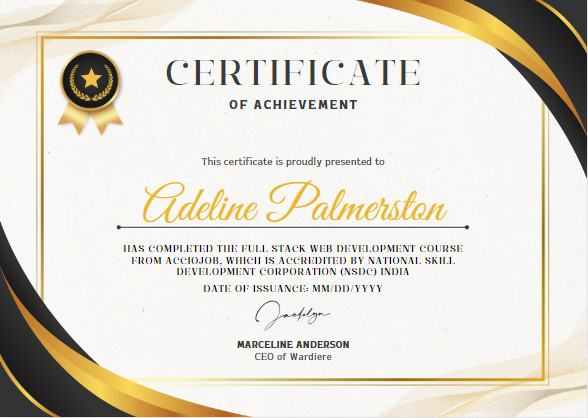 CERTIFICATE
OF ACHIEVEMENT
This certificate is proudly presented to
Adeline Palmerston
HAS COMPLETED THE FULL STACK WEB DEVELOPMENT COURSE
FROM ACCIOJOB, WHICH IS ACCREDITED BY NATIONAL SKILL
DEVELOPMENT CORPORATION (NSDC) INDIA
DATE OF ISSUANCE: MM/DD/YYYY
Jacklyn
MARCELINE ANDERSON
CEO of Wardiere